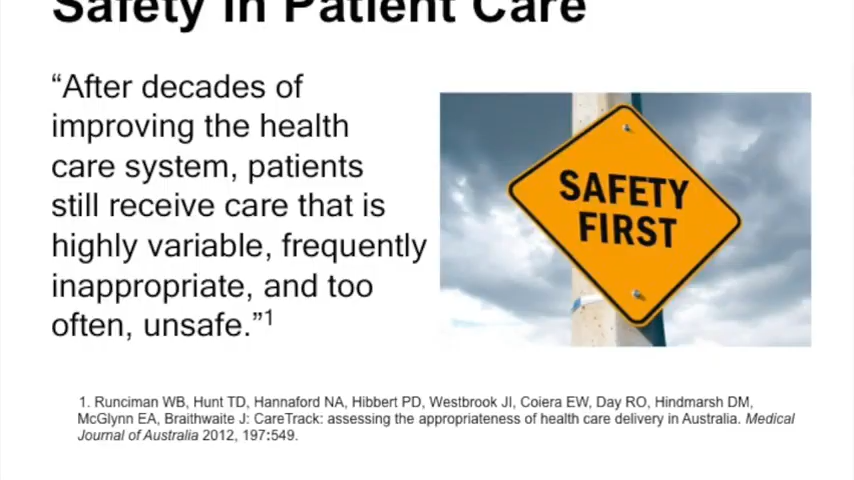 Safety in Patient Care
“After decades of
improving the health
care system, patients
still receive care that is
highly variable, frequently
inappropriate, and too
often, unsafe.”1
SAFETY
FIRST
1. Runciman WB, Hunt TD, Hannaford NA, Hibbert PD, Westbrook JI, Coiera EW, Day RO, Hindmarsh DM,
McGlynn EA, Braithwaite J: CareTrack: assessing the appropriateness of health care delivery in Australia. Medical
Journal of Australia 2012, 197:549.